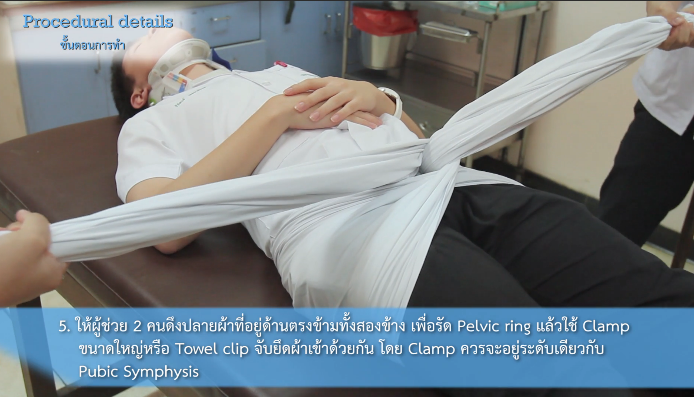 Procedural details
ขั้นตอนการทำ
5. ให้ผู้ช่วย 2 คนดึงปลายผ้าที่อยู่ด้านตรงข้ามทั้งสองข้าง เพื่อรัด Pelvic ring แล้วใช้ Clamp
ขนาดใหญ่หรือ Towel clip จับยึดผ้าเข้าด้วยกัน โดย Clamp ควรจะอยู่ระดับเดียวกับ
Pubic Symphysis